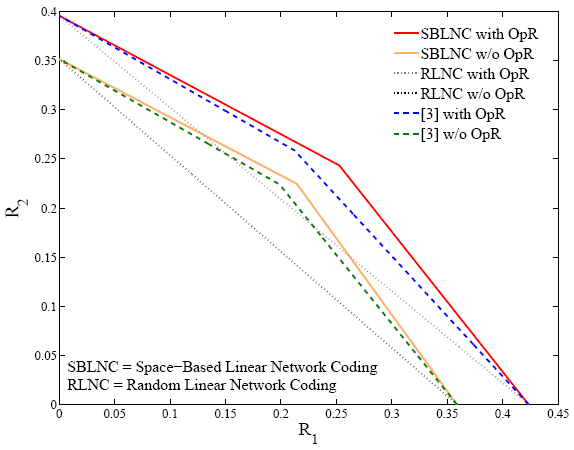 0.4
0.35
0.3
0.25
0.2
0.15
0.1
0.05
0
R2
SBLNC with OpR
SBLNC w/o OpR
RLNC with OpR
RLNC w/o OpR
[3] with OpR
[3] w/o OpR
SBLNC = Space−Based Linear Network Coding
RLNC = Random Linear Network Coding
0 0.05 0.1 0.15 0.2 0.25 0.3 0.35 0.4 0.45
R1